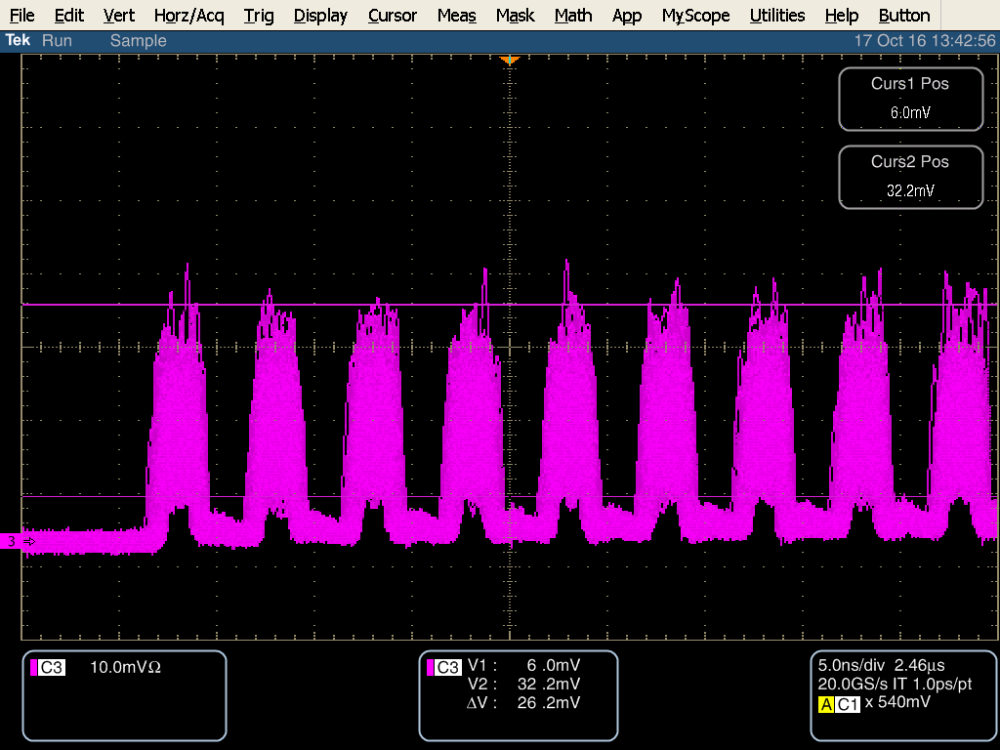 File Edit Vert Horz/Acq Trig Display Cursor Meas Mask Math App MyScope Utilities Help Button
Tek Run Sample 17 Oct 16 13:42:56
Curs1 Pos
6.0mV
Curs2 Pos
32.2mV
3
C3 10.0mVΩ
C3 V1 : 6 .0mV
V2 : 32 .2mV
ΔV : 26 .2mV
5.0ns/div 2.46µs
20.0GS/s IT 1.0ps/pt
A C1 x 540mV